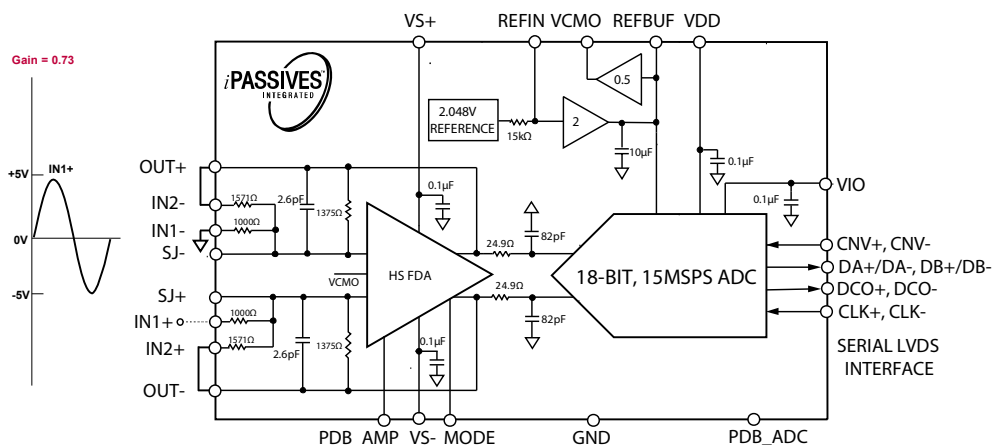 VS+
REFIN VCMO
REFBUF VDD
Gain = 0.73
iPASSIVES™
INTEGRATED
0.5
2.048V
REFERENCE
15kΩ
2
10µF
0.1µF
+5V
IN1+
0V
-5V
OUT+
IN2-
IN1-
SJ-
SJ+
IN1+
IN2+
OUT-
1571Ω
1000Ω
2.6pF
1375Ω
0.1µF
VCMO
HS FDA
1000Ω
1571Ω
2.6pF
1375Ω
0.1µF
24.9Ω
82pF
24.9Ω
82pF
18-BIT, 15MSPS ADC
0.1µF
VIO
CNV+, CNV-
DA+/DA-, DB+/DB-
DCO+, DCO-
CLK+, CLK-
SERIAL LVDS
INTERFACE
PDB_AMP
VS-
MODE
GND
PDB_ADC